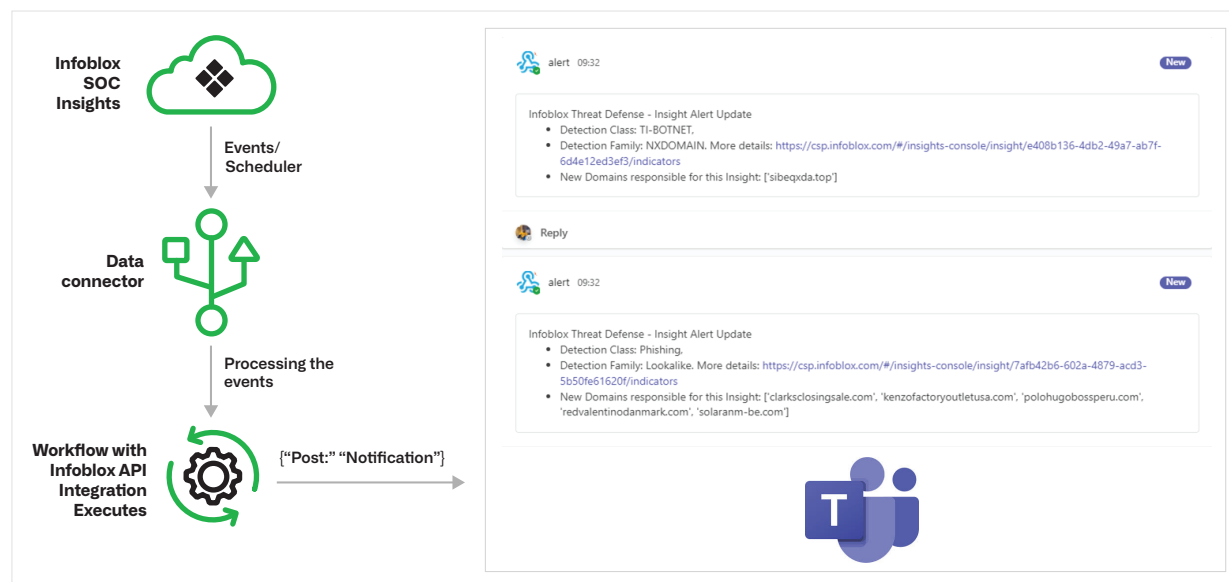 Infoblox
SOC
Insights
Events/
Scheduler
Data
connector
Processing the
events
Workflow with
Infoblox API
Integration
Executes
{“Post:” “Notification”}
alert 09:32
New
Infoblox Threat Defense - Insight Alert Update
• Detection Class: TI-BOTNET,
• Detection Family: NXDOMAIN. More details: https://csp.infoblox.com/#/insights-console/insight/e408b136-4db2-49a7-ab7f-
6d4e12ed3ef3/indicators
• New Domains responsible for this Insight: ['sibeqxda.top']
Reply
alert 09:32
New
Infoblox Threat Defense - Insight Alert Update
• Detection Class: Phishing,
• Detection Family: Lookalike. More details: https://csp.infoblox.com/#/insights-console/insight/7afb42b6-602a-4879-acd3-
5b50fe61620f/indicators
• New Domains responsible for this Insight: ['clarksclosingsale.com', 'kenzofactoryoutletusa.com', 'polohugobossperu.com',
'redvalentinodanmark.com', 'solaranm-be.com']
T